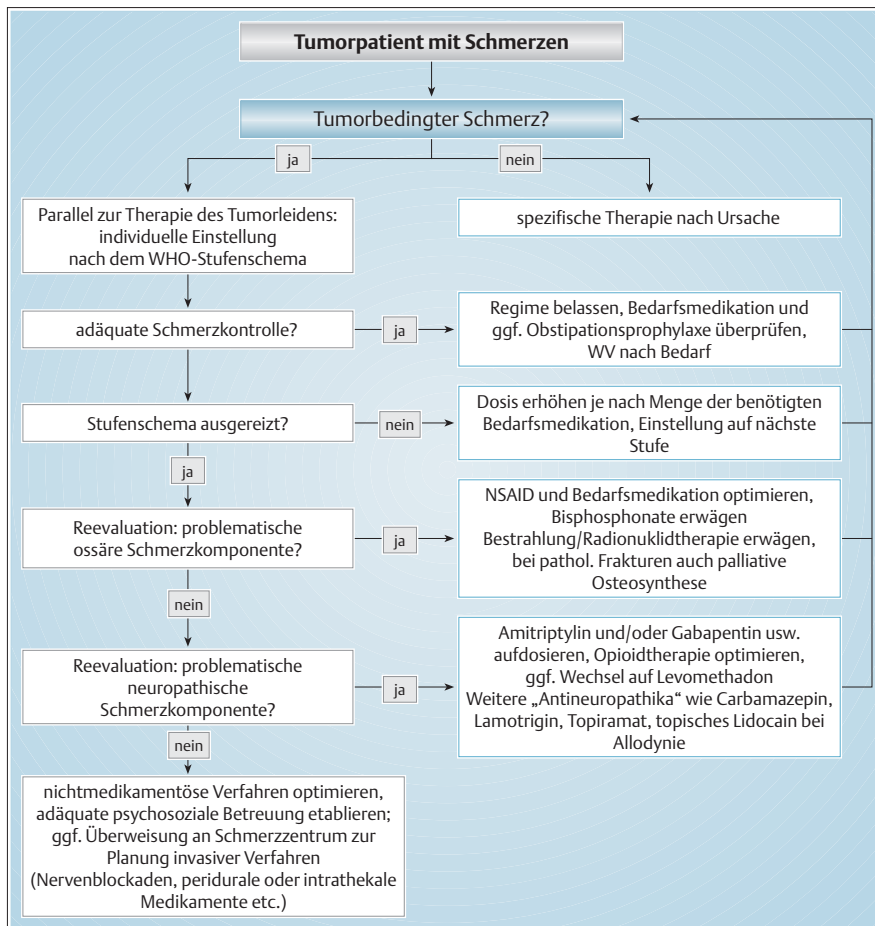 Tumorpatient mit Schmerzen
Tumorbedingter Schmerz?
ja
nein
Parallel zur Therapie des Tumorleidens:
individuelle Einstellung
nach dem WHO-Stufenschema
spezifische Therapie nach Ursache
adäquate Schmerzkontrolle?
ja
Regime belassen, Bedarfsmedikation und
ggf. Obstipationsprophylaxe überprüfen,
WV nach Bedarf
Stufenschema ausgereizt?
nein
Dosis erhöhen je nach Menge der benötigten
Bedarfsmedikation, Einstellung auf nächste
Stufe
ja
Reevaluation: problematische
ossäre Schmerzkomponente?
ja
NSAID und Bedarfsmedikation optimieren,
Bisphosphonate erwägen
Bestrahlung/Radionuklidtherapie erwägen,
bei pathol. Frakturen auch palliative
Osteosynthese
nein
Reevaluation: problematische
neuropathische
Schmerzkomponente?
ja
Amitriptylin und/oder Gabapentin usw.
aufdosieren, Opioidtherapie optimieren,
ggf. Wechsel auf Levomethadon
Weitere „Antineuropathika“ wie Carbamazepin,
Lamotrigin, Topiramat, topisches Lidocain bei
Allodynie
nein
nichtmedikamentöse Verfahren optimieren,
adäquate psychosoziale Betreuung etablieren;
ggf. Überweisung an Schmerzzentrum zur
Planung invasiver Verfahren
(Nervenblockaden, peridurale oder intrathekale
Medikamente etc.)